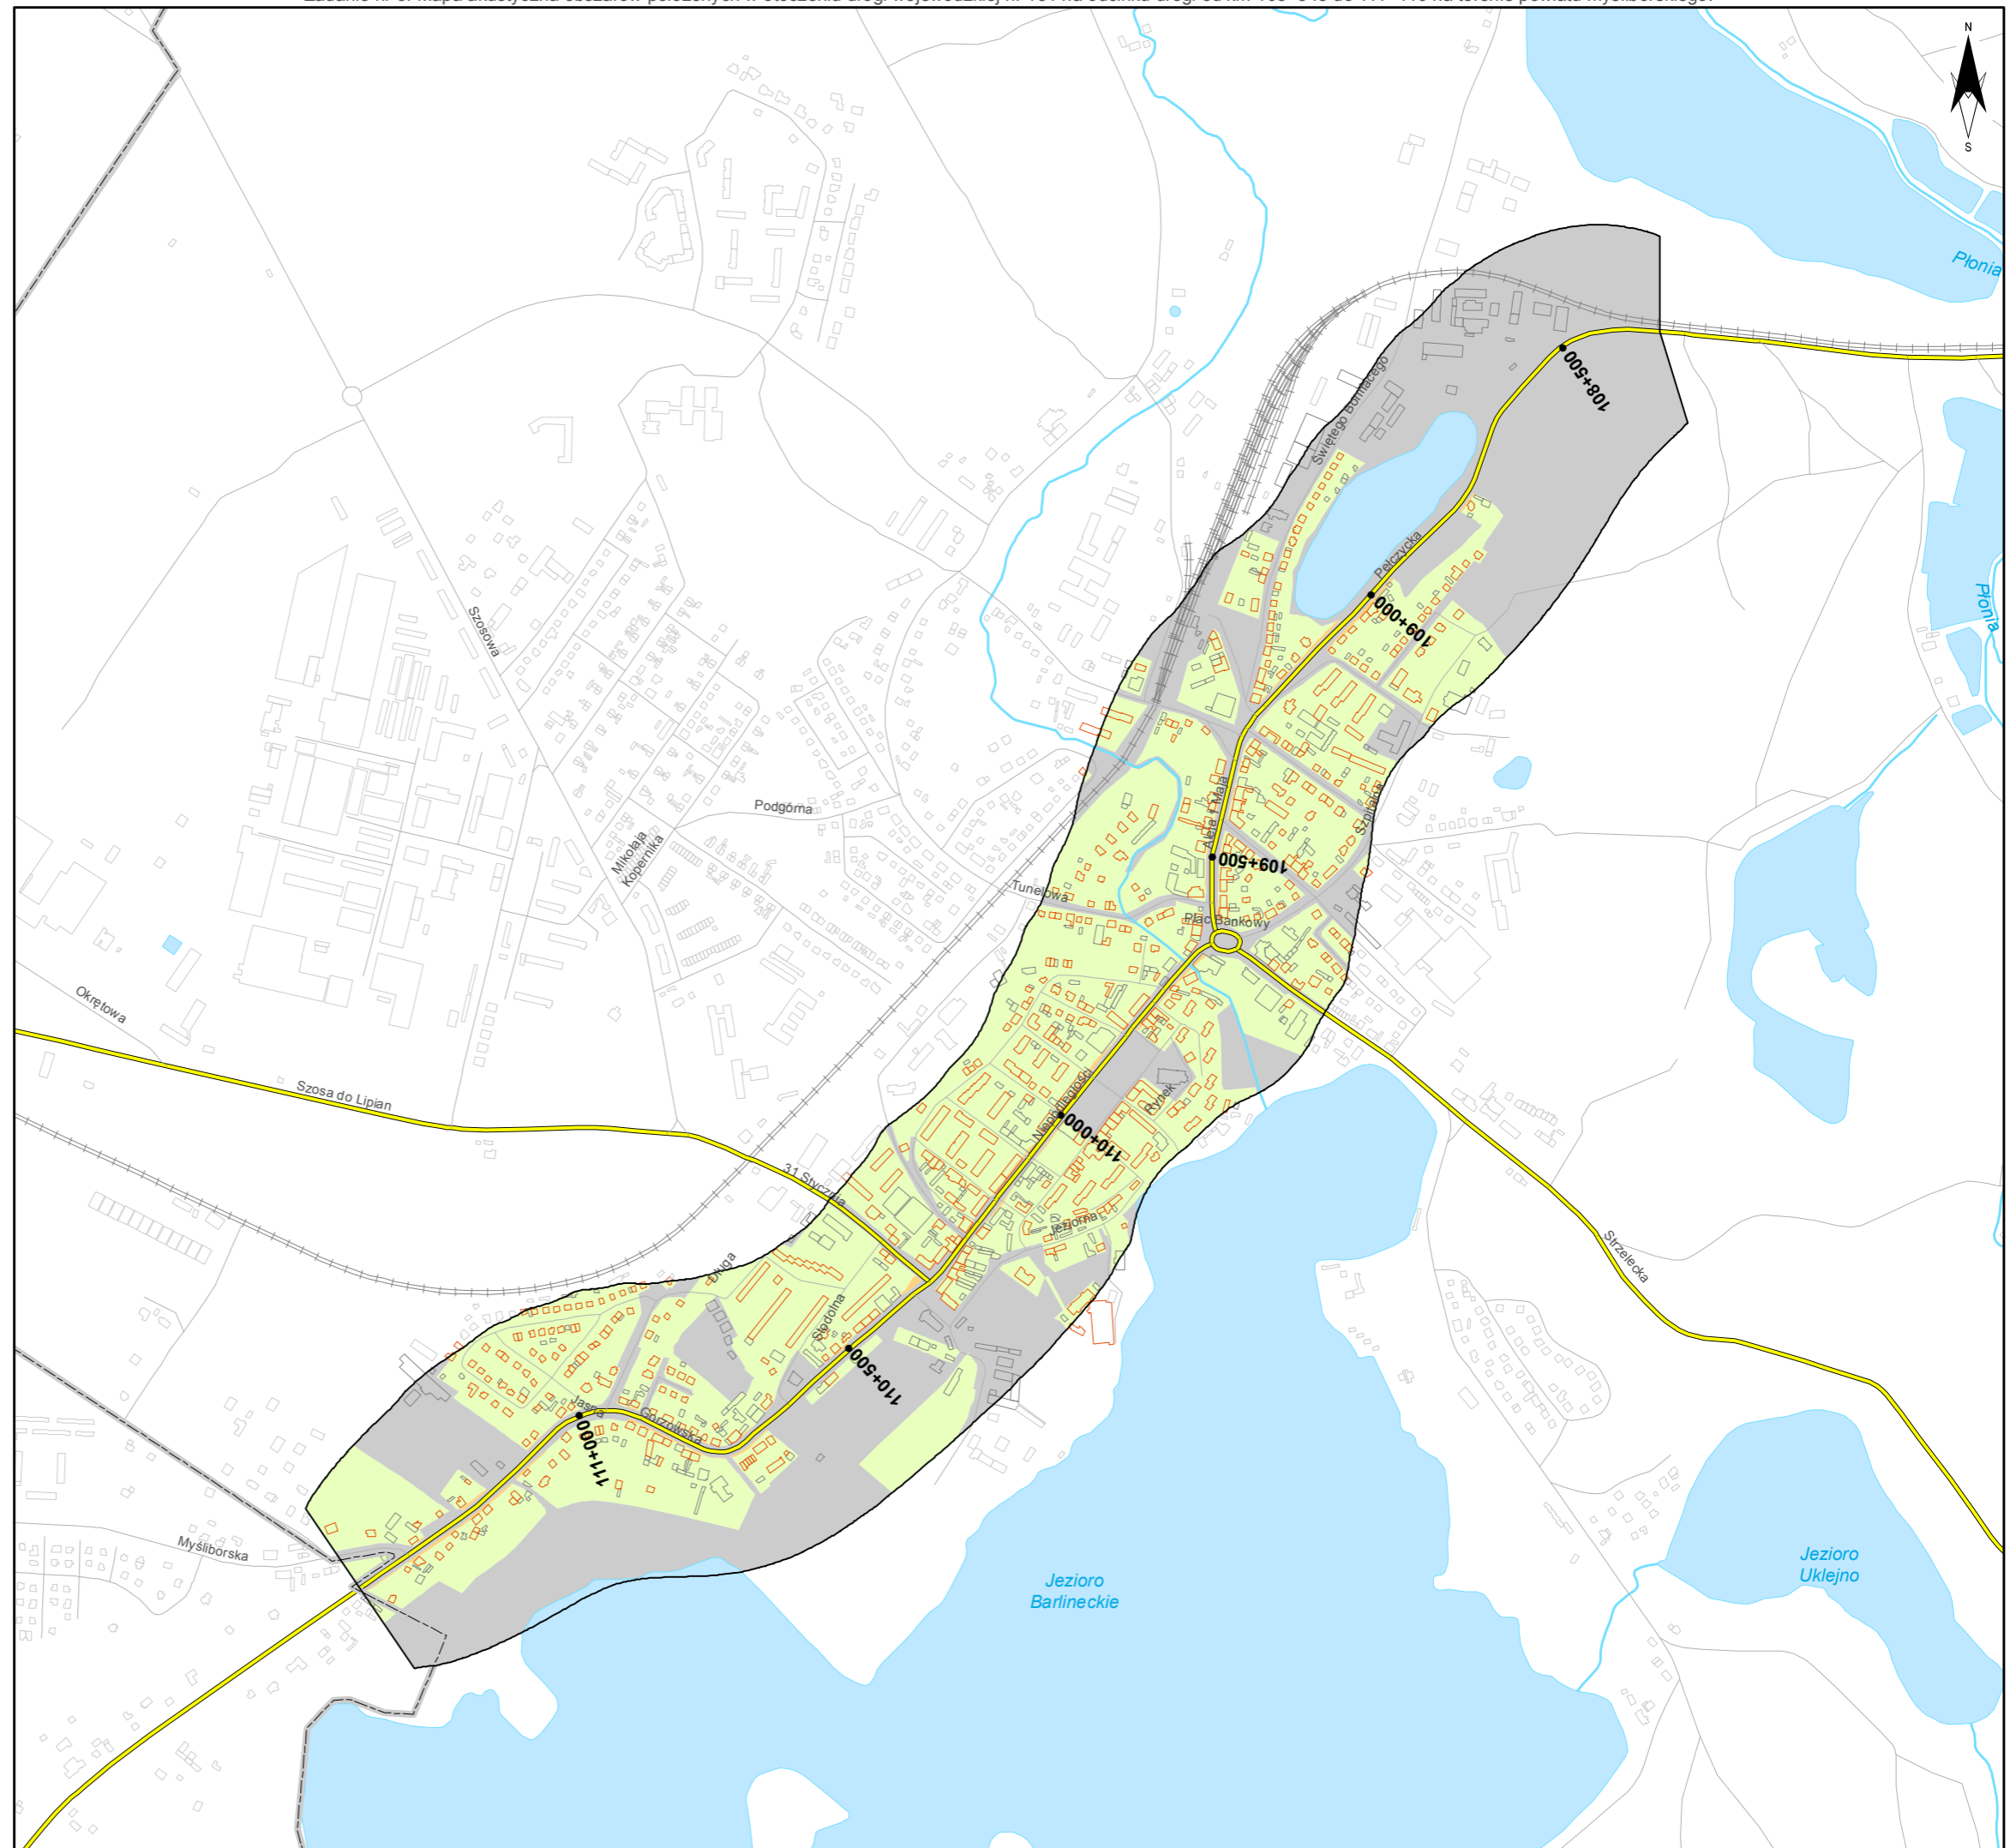 N
S
Płonia
108+500
Świętego Bonifacego
Pełczycka
109+000
Płonia
Szosowa
Aleja 1 Maja
Szpitalna
Podgórna
Mikołaja
Kopernika
109+500
Tunelowa
Plac Bankowy
Okrętowa
Szosa do Lipian
Niepodległości
Rynek
110+000
31 Stycznia
Jeziorna
Strzelecka
Długa
Stodolna
110+500
Jasna
Gorzowska
111+000
Myśliborska
Jezioro
Barlineckie
Jezioro
Uklejno